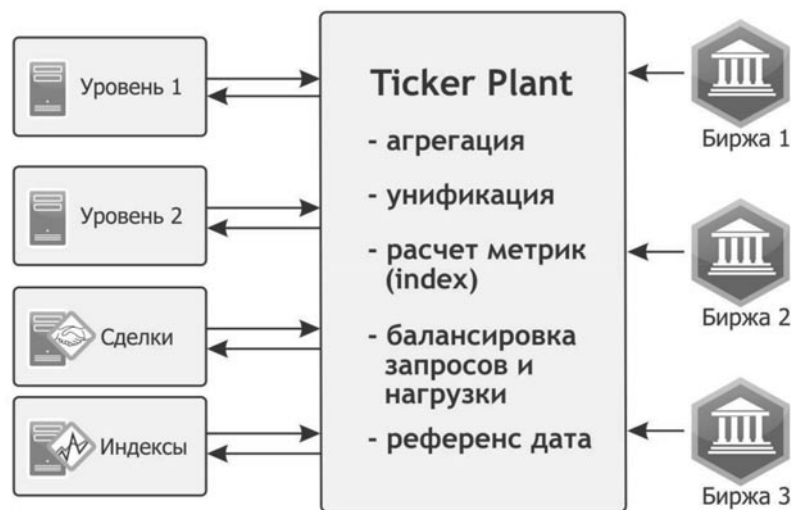 Уровень 1
Уровень 2
Сделки
Индексы
Ticker Plant
- агрегация
- унификация
- расчет метрик
(index)
- балансировка
запросов и
нагрузки
- референс дата
Биржа 1
Биржа 2
Биржа 3